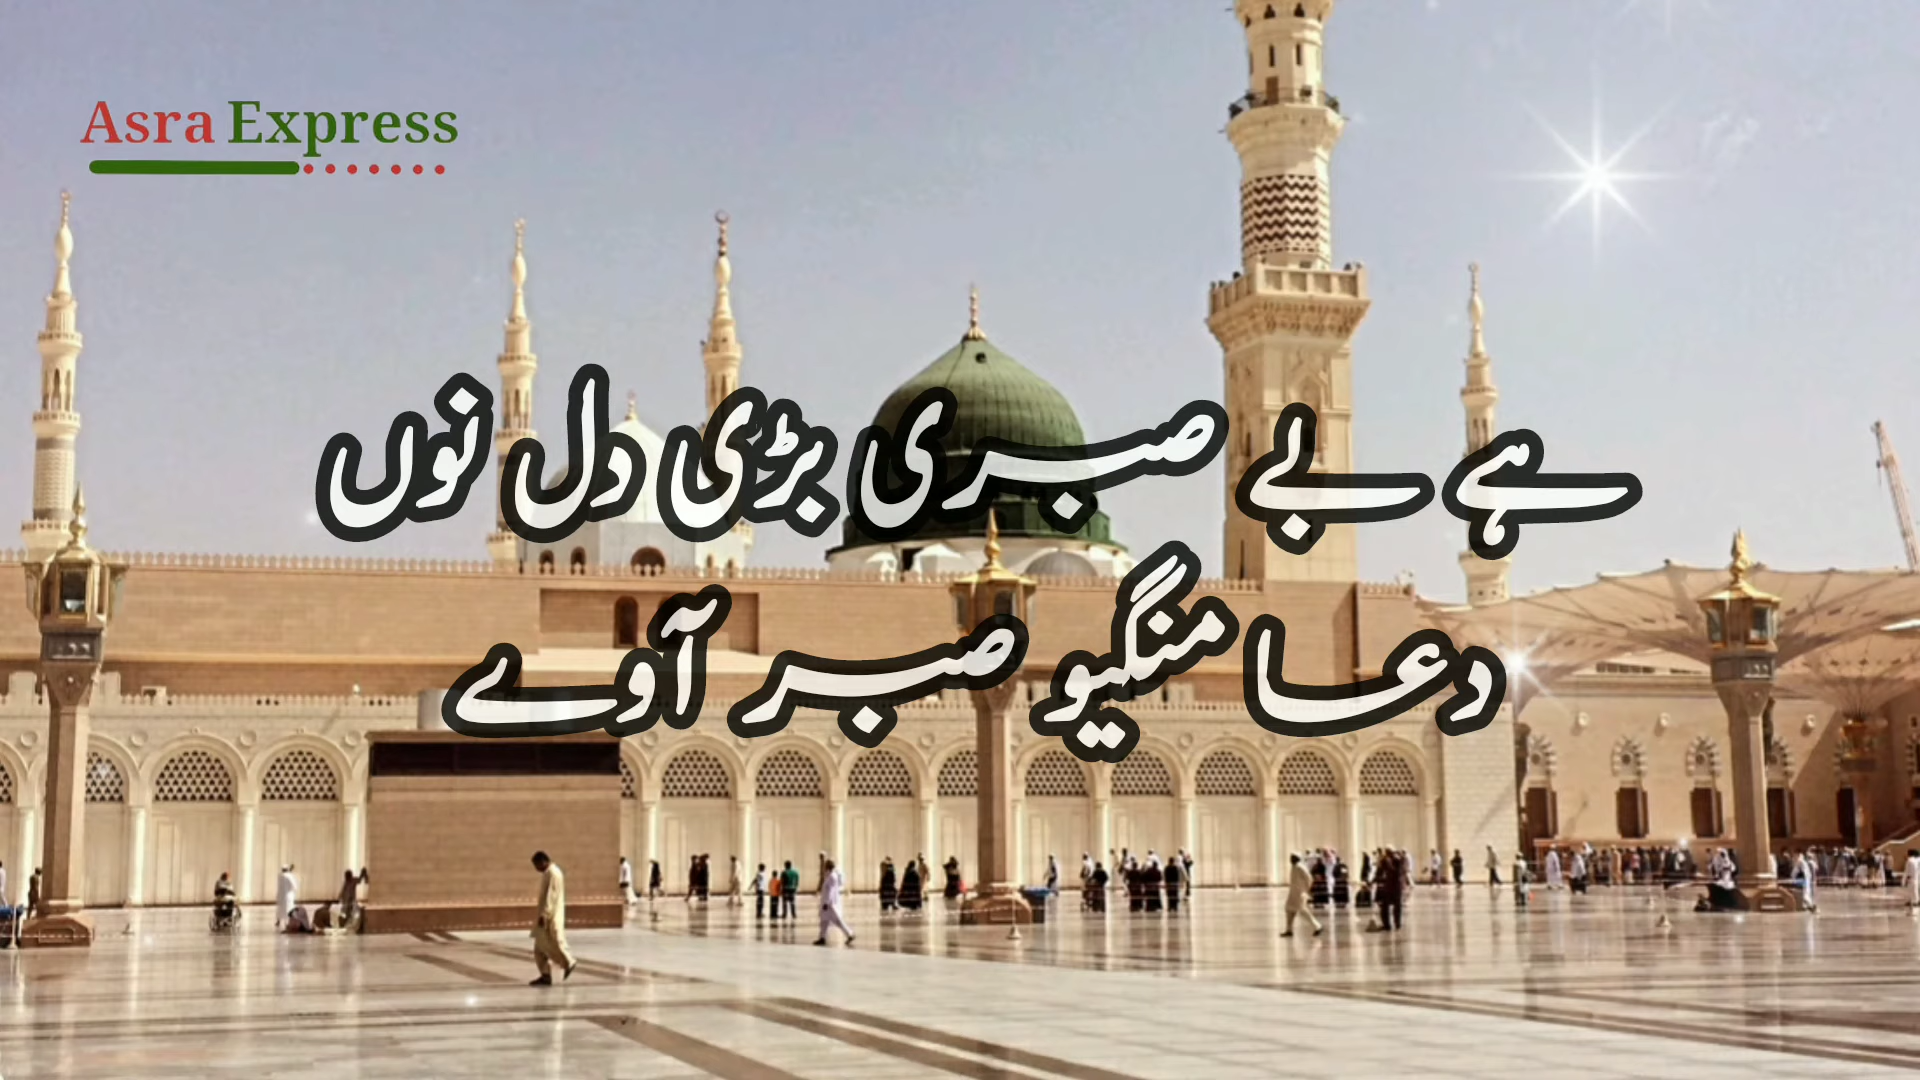 Asra Express
ہے بے صبری بڑی دل نوں
دعا منگیو صبر آوے